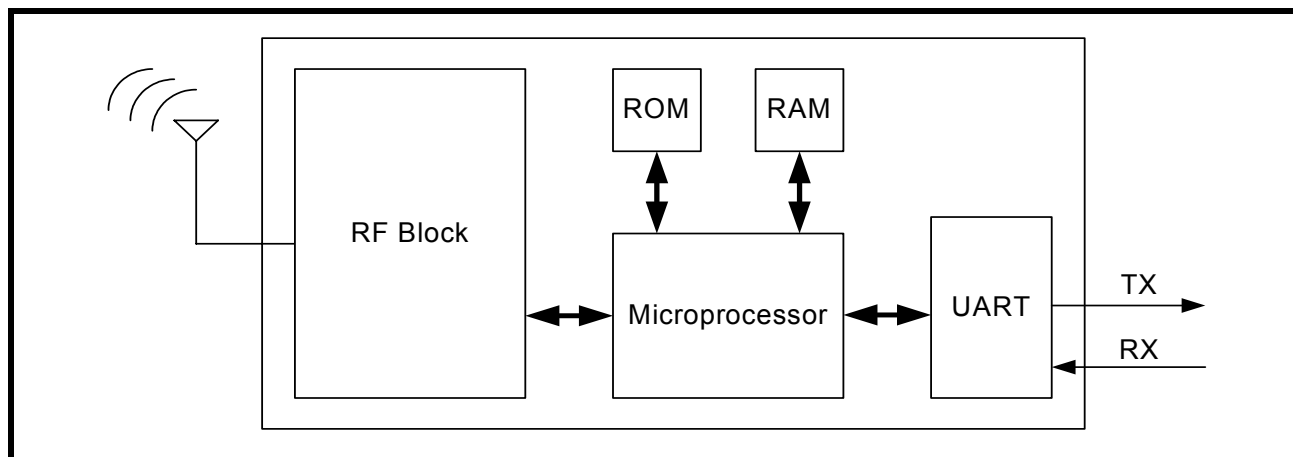 ROM
RAM
RF Block
Microprocessor
UART
TX
RX